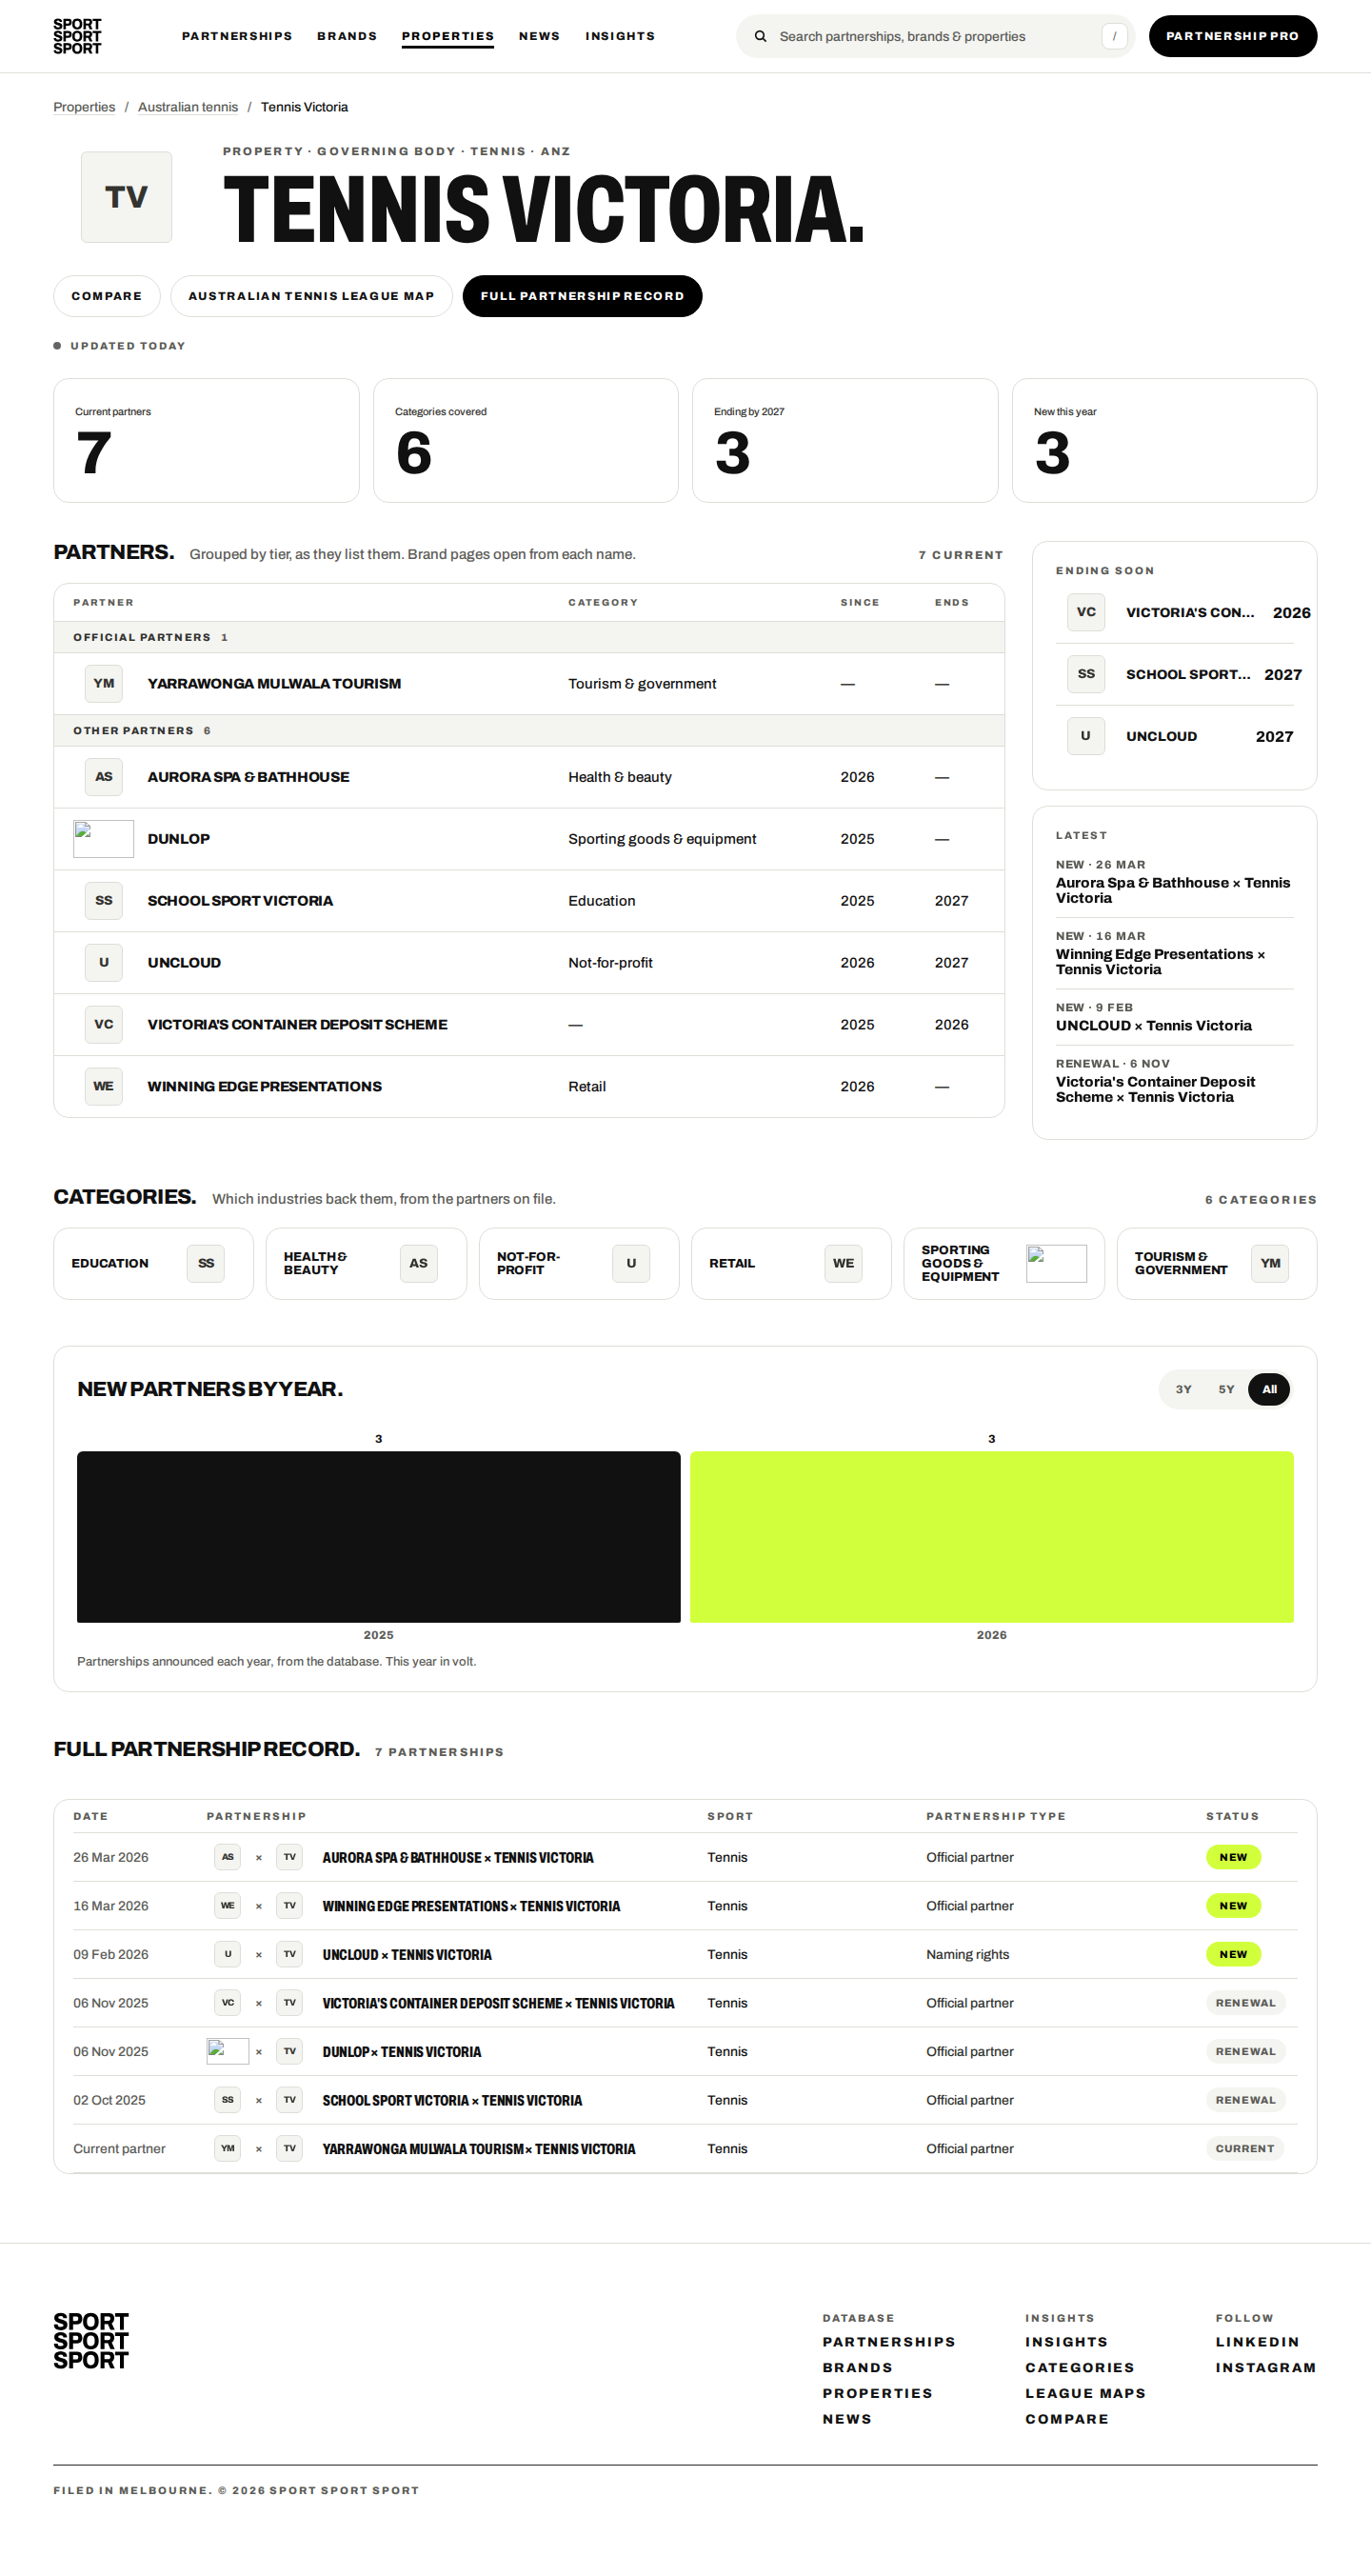 SPORT
SPORT
SPORT
PARTNERSHIPS BRANDS PROPERTIES NEWS INSIGHTS
Search partnerships, brands & properties /
PARTNERSHIP PRO
Properties / Australian tennis / Tennis Victoria
TV
PROPERTY · GOVERNING BODY · TENNIS · ANZ
TENNIS VICTORIA.
COMPARE
AUSTRALIAN TENNIS LEAGUE MAP
FULL PARTNERSHIP RECORD
UPDATED TODAY
Current partners
7
Categories covered
6
Ending by 2027
3
New this year
3
PARTNERS. Grouped by tier, as they list them. Brand pages open from each name. 7 CURRENT
PARTNER CATEGORY SINCE ENDS
OFFICIAL PARTNERS 1
YM YARRAWONGA MULWALA TOURISM Tourism & government — —
OTHER PARTNERS 6
AS AURORA SPA & BATHHOUSE Health & beauty 2026 —
DUNLOP Sporting goods & equipment 2025 —
SS SCHOOL SPORT VICTORIA Education 2025 2027
U UNCLOUD Not-for-profit 2026 2027
VC VICTORIA'S CONTAINER DEPOSIT SCHEME — 2025 2026
WE WINNING EDGE PRESENTATIONS Retail 2026 —
ENDING SOON
VC VICTORIA'S CON... 2026
SS SCHOOL SPORT... 2027
U UNCLOUD 2027
LATEST
NEW · 26 MAR
Aurora Spa & Bathhouse × Tennis
Victoria
NEW · 16 MAR
Winning Edge Presentations ×
Tennis Victoria
NEW · 9 FEB
UNCLOUD × Tennis Victoria
RENEWAL · 6 NOV
Victoria's Container Deposit
Scheme × Tennis Victoria
CATEGORIES. Which industries back them, from the partners on file. 6 CATEGORIES
EDUCATION SS
HEALTH &
BEAUTY AS
NOT-FOR-
PROFIT U
RETAIL WE
SPORTING
GOODS &
EQUIPMENT
TOURISM &
GOVERNMENT YM
NEW PARTNERS BY YEAR. 3Y 5Y All
3 3
2025 2026
Partnerships announced each year, from the database. This year in volt.
FULL PARTNERSHIP RECORD. 7 PARTNERSHIPS
DATE PARTNERSHIP SPORT PARTNERSHIP TYPE STATUS
26 Mar 2026 AS × TV AURORA SPA & BATHHOUSE × TENNIS VICTORIA Tennis Official partner NEW
16 Mar 2026 WE × TV WINNING EDGE PRESENTATIONS × TENNIS VICTORIA Tennis Official partner NEW
09 Feb 2026 U × TV UNCLOUD × TENNIS VICTORIA Tennis Naming rights NEW
06 Nov 2025 VC × TV VICTORIA'S CONTAINER DEPOSIT SCHEME × TENNIS VICTORIA Tennis Official partner RENEWAL
06 Nov 2025 × TV DUNLOP × TENNIS VICTORIA Tennis Official partner RENEWAL
02 Oct 2025 SS × TV SCHOOL SPORT VICTORIA × TENNIS VICTORIA Tennis Official partner RENEWAL
Current partner YM × TV YARRAWONGA MULWALA TOURISM × TENNIS VICTORIA Tennis Official partner CURRENT
SPORT
SPORT
SPORT
DATABASE
PARTNERSHIPS
BRANDS
PROPERTIES
NEWS
INSIGHTS
INSIGHTS
CATEGORIES
LEAGUE MAPS
COMPARE
FOLLOW
LINKEDIN
INSTAGRAM
FILED IN MELBOURNE. © 2026 SPORT SPORT SPORT